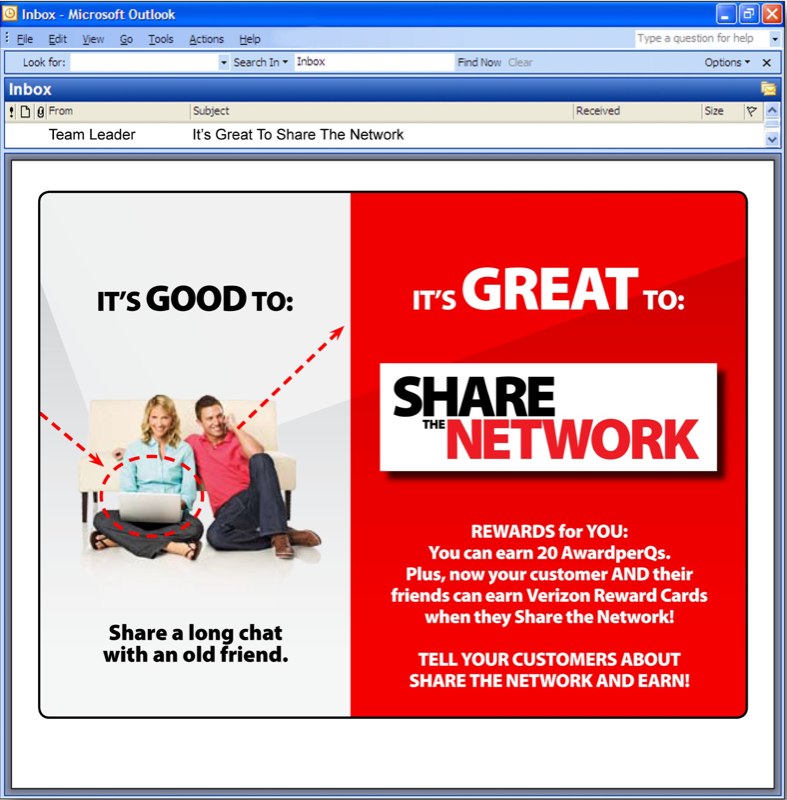 Inbox - Microsoft Outlook
File Edit View Go Tools Actions Help Type a question for help
Look for: Search In Inbox Find Now Clear Options
Inbox
From Subject Received Size
Team Leader It's Great To Share The Network
IT'S GOOD TO:
Share a long chat
with an old friend.
IT'S GREAT TO:
SHARE
THE NETWORK
REWARDS for YOU:
You can earn 20 AwardperQs.
Plus, now your customer AND their
friends can earn Verizon Reward Cards
when they Share the Network!
TELL YOUR CUSTOMERS ABOUT
SHARE THE NETWORK AND EARN!